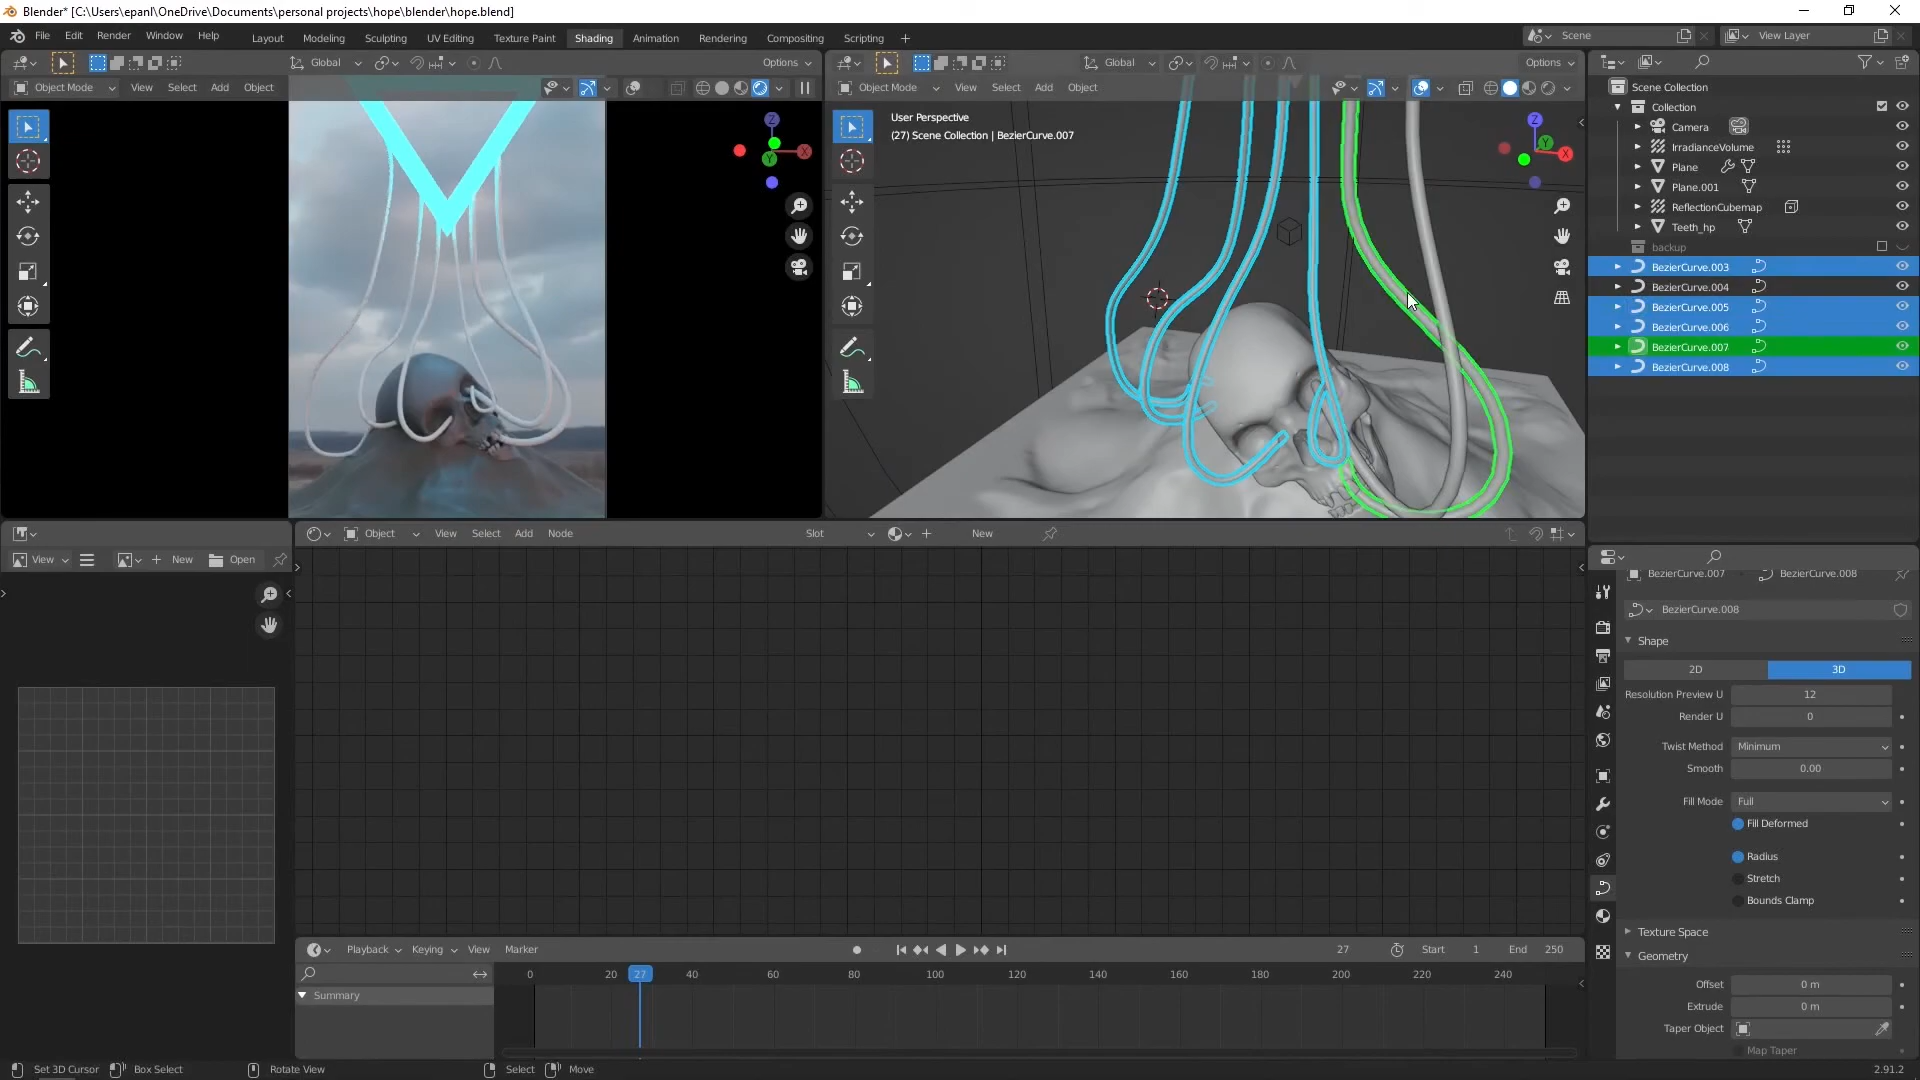 Blender* [C:\Users\epanl\OneDrive\Documents\personal projects\hope\blender\hope.blend]
File Edit Render Window Help Layout Modeling Sculpting UV Editing Texture Paint Shading Animation Rendering Compositing Scripting + Scene View Layer
Global Options
Object Mode View Select Add Object
X
Y
Z
Global Options
Object Mode View Select Add Object
User Perspective
(27) Scene Collection | BezierCurve.007
Z
Y
X
Scene Collection
Collection
Camera
IrradianceVolume
Plane
Plane.001
ReflectionCubemap
Teeth_hp
backup
BezierCurve.003
BezierCurve.004
BezierCurve.005
BezierCurve.006
BezierCurve.007
BezierCurve.008
View New Open
Object View Select Add Node Slot New
BezierCurve.007 BezierCurve.008
BezierCurve.008
Shape
2D 3D
Resolution Preview U 12
Render U 0
Twist Method Minimum
Smooth 0.00
Fill Mode Full
Fill Deformed
Radius
Stretch
Bounds Clamp
Texture Space
Geometry
Offset 0 m
Extrude 0 m
Taper Object
Map Taper
Playback Keying View Marker 27 Start 1 End 250
0 20 27 40 60 80 100 120 140 160 180 200 220 240
Summary
Set 3D Cursor Box Select Rotate View Select Move 2.91.2